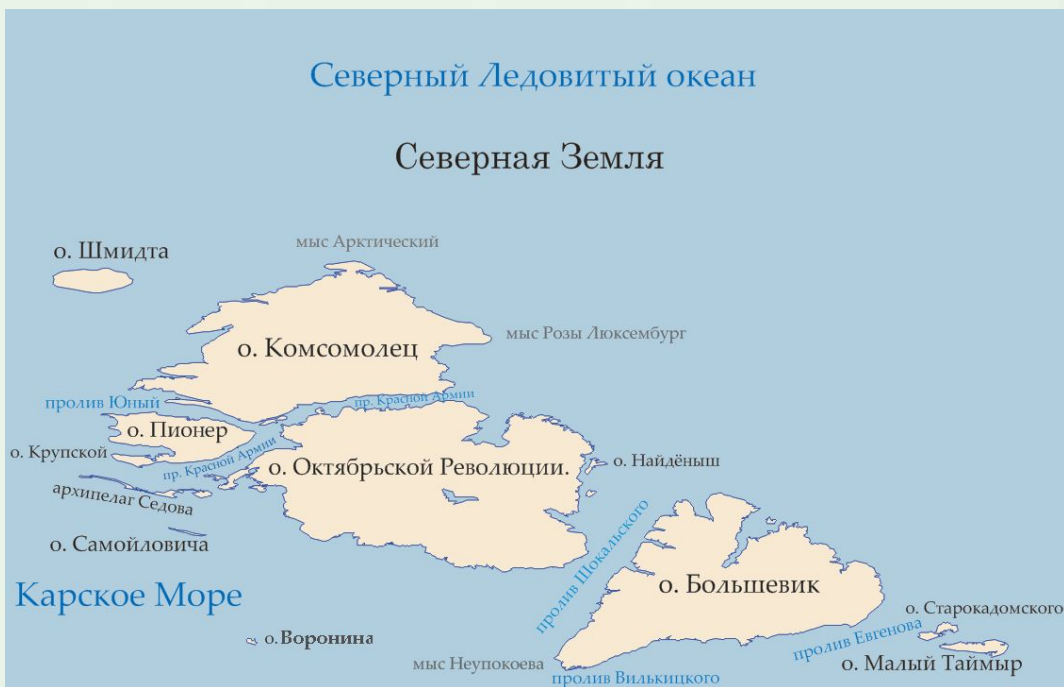 Северный Ледовитый океан
Северная Земля
мыс Арктический
о. Шмидта
мыс Розы Люксембург
о. Комсомолец
пролив Юный
пр. Красной Армии
о. Пионер
о. Крупской
пр. Красной Армии
о. Октябрьской Революции.
о. Найдёныш
архипелаг Седова
о. Самойловича
пролив Шокальского
о. Большевик
Карское Море
о. Старокадомского
о. Воронина
пролив Евгенова
мыс Неупокоева
о. Малый Таймыр
пролив Вилькицкого